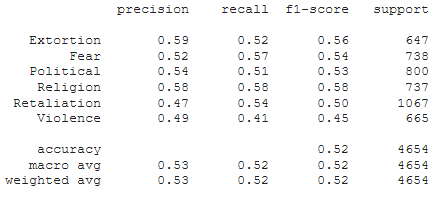 precision recall f1-score support
Extortion 0.59 0.52 0.56 647
Fear 0.52 0.57 0.54 738
Political 0.54 0.51 0.53 800
Religion 0.58 0.58 0.58 737
Retaliation 0.47 0.54 0.50 1067
Violence 0.49 0.41 0.45 665
accuracy 0.52 4654
macro avg 0.53 0.52 0.52 4654
weighted avg 0.53 0.52 0.52 4654